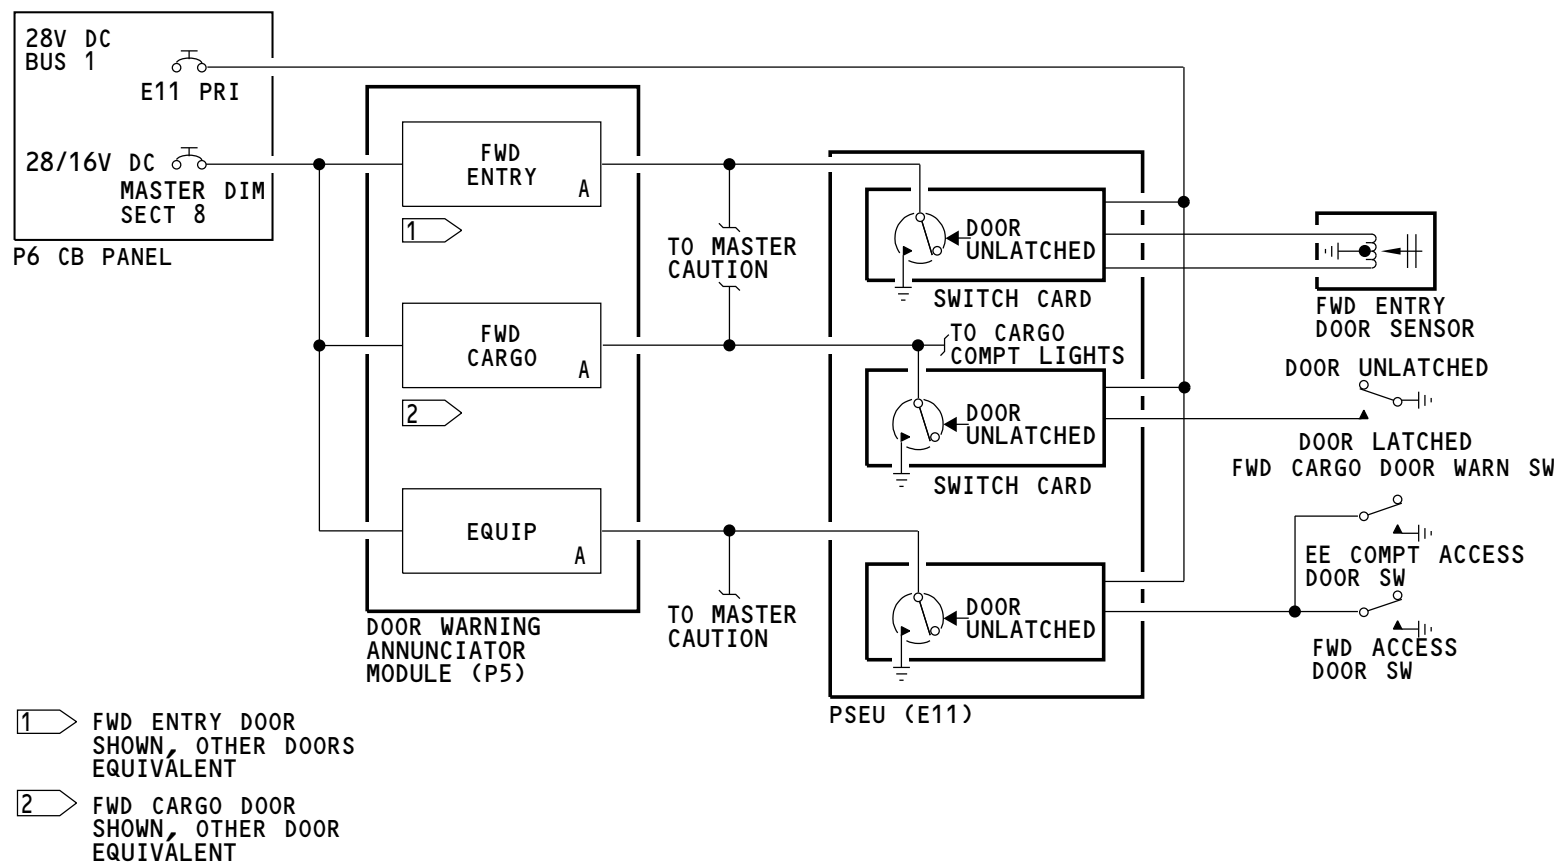 28V DC
BUS 1
E11 PRI
28/16V DC
MASTER DIM
SECT 8
P6 CB PANEL
FWD
ENTRY
A
1
FWD
CARGO
A
2
EQUIP
A
DOOR WARNING
ANNUNCIATOR
MODULE (P5)
TO MASTER
CAUTION
TO MASTER
CAUTION
DOOR
UNLATCHED
SWITCH CARD
TO CARGO
COMPT LIGHTS
DOOR
UNLATCHED
SWITCH CARD
DOOR
UNLATCHED
PSEU (E11)
FWD ENTRY
DOOR SENSOR
DOOR UNLATCHED
DOOR LATCHED
FWD CARGO DOOR WARN SW
EE COMPT ACCESS
DOOR SW
FWD ACCESS
DOOR SW
1 FWD ENTRY DOOR
SHOWN, OTHER DOORS
EQUIVALENT
2 FWD CARGO DOOR
SHOWN, OTHER DOOR
EQUIVALENT